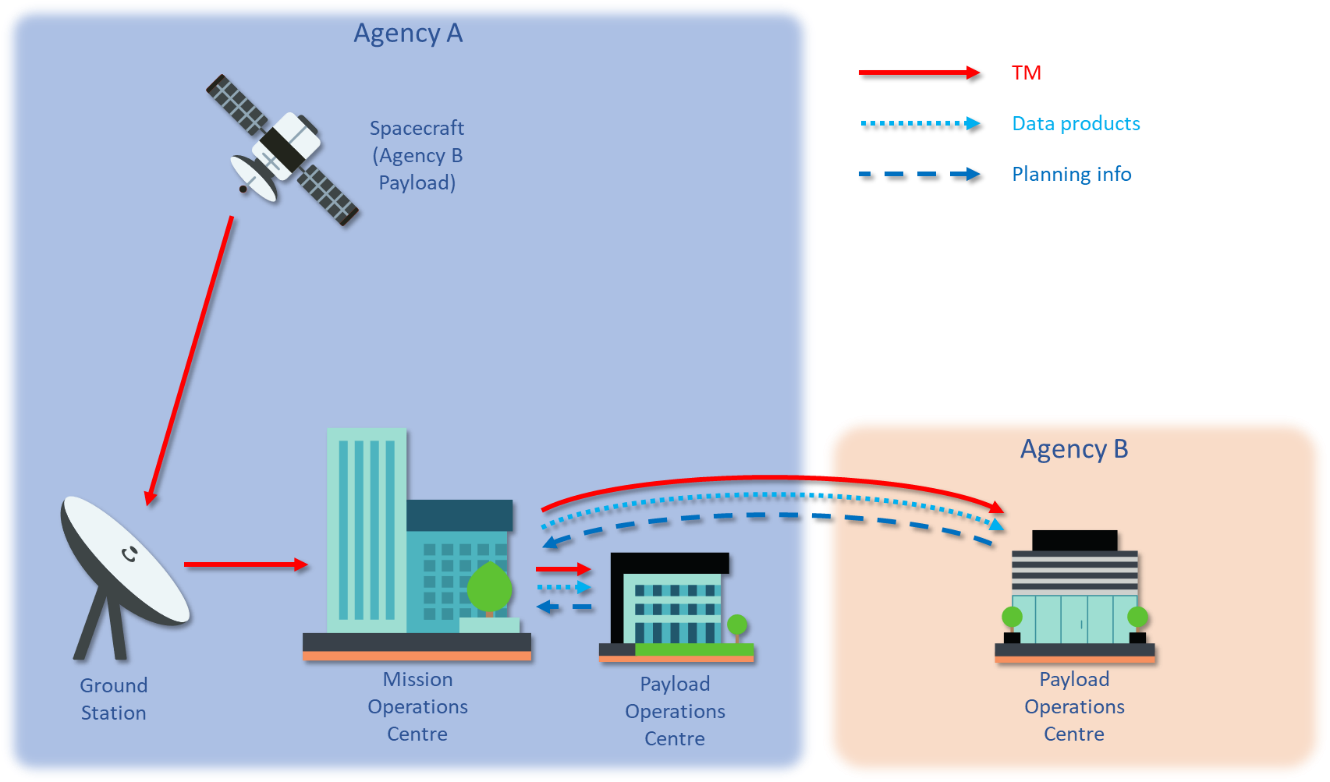 Agency A
Spacecraft
(Agency B
Payload)
TM
Data products
Planning info
Agency B
Ground
Station
Mission
Operations
Centre
Payload
Operations
Centre
Payload
Operations
Centre